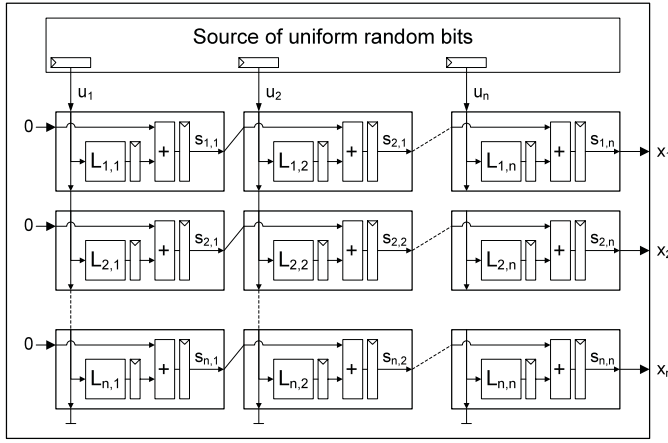 Source of uniform random bits
u₁ u₂ uₙ
0 L₁,₁ + s₁,₁ L₁,₂ + s₂,₁ L₁,ₙ + s₁,ₙ x
0 L₂,₁ + s₂,₁ L₂,₂ + s₂,₂ L₂,ₙ + s₂,ₙ x₂
0 Lₙ,₁ + sₙ,₁ Lₙ,₂ + sₙ,₂ Lₙ,ₙ + sₙ,ₙ x